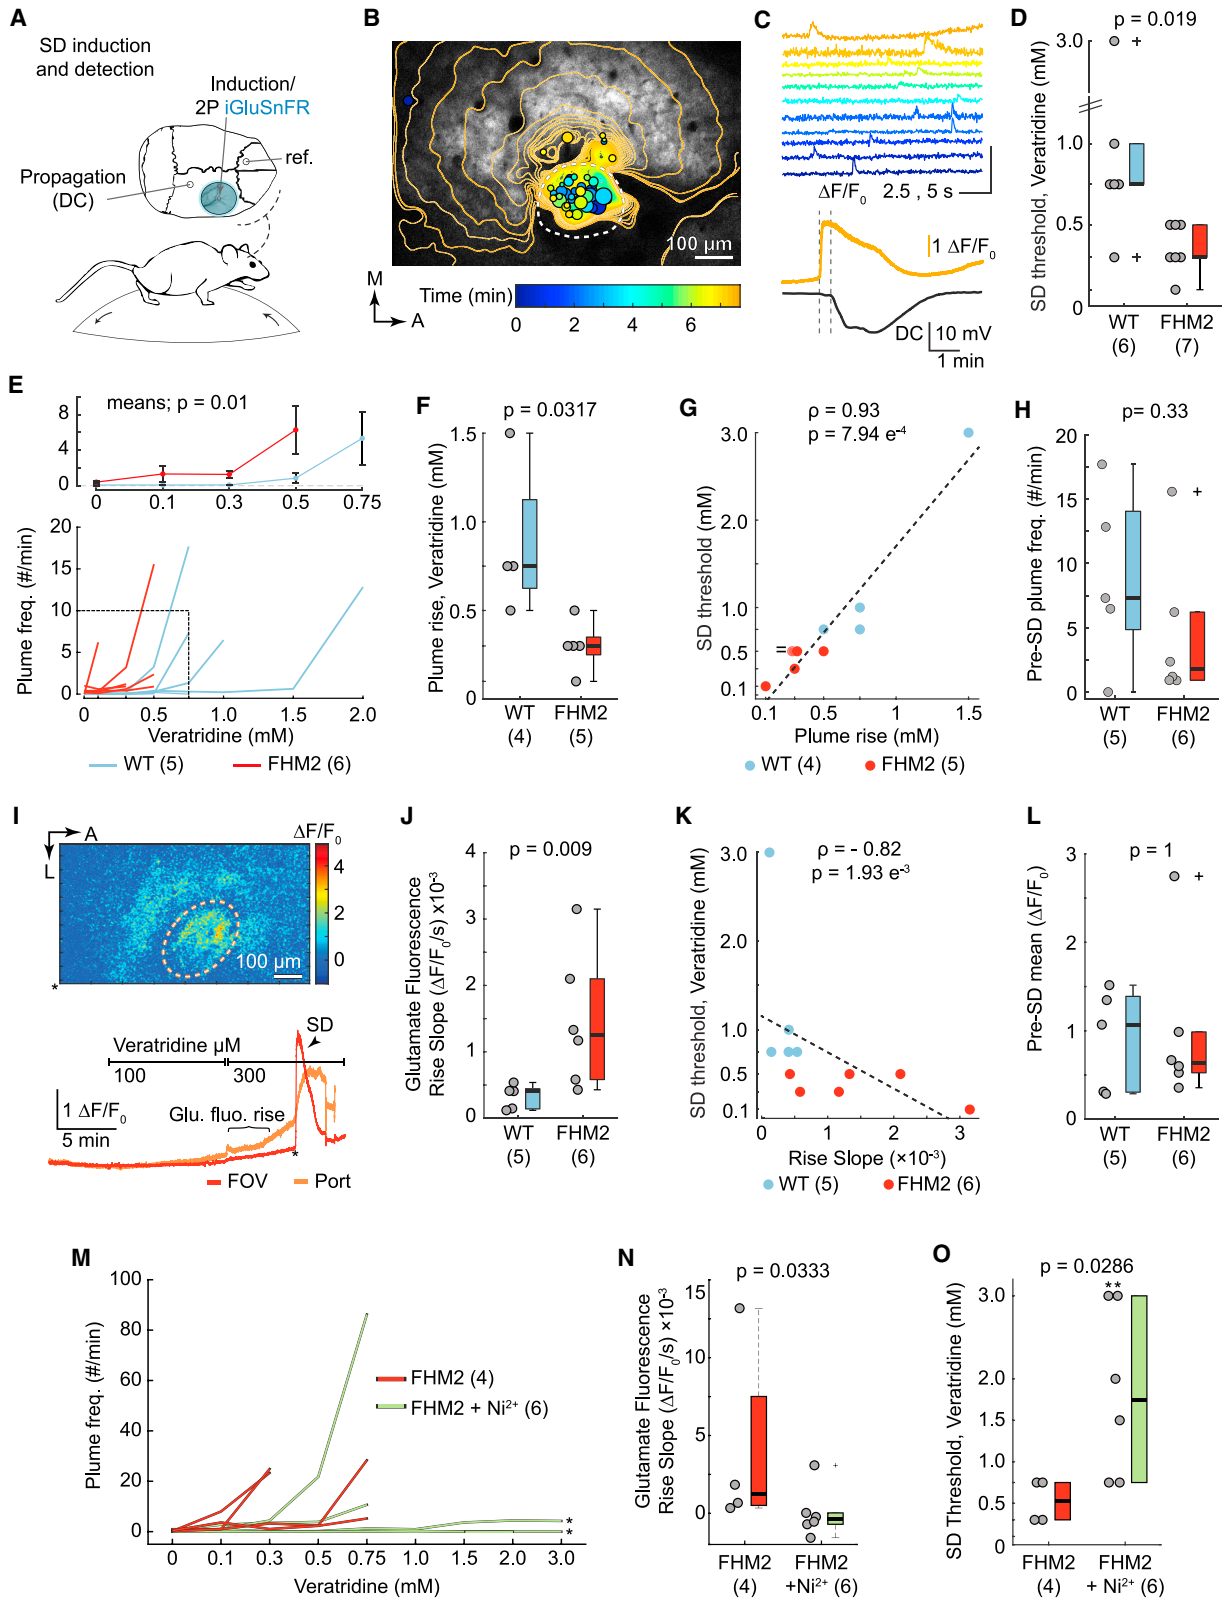 A
SD induction
and detection
Induction/
2P iGluSnFR
ref.
Propagation
(DC)
B
100 µm
M
A
Time (min)
0 2 4 6
C
ΔF/F0 2.5 , 5 s
1 ΔF/F0
DC 10 mV
1 min
D
p = 0.019
SD threshold, Veratridine (mM)
3.0
1.0
0.5
0
WT
(6)
FHM2
(7)
E
means; p = 0.01
8
4
0
0 0.1 0.3 0.5 0.75
Plume freq. (#/min)
20
15
10
5
0
0 0.5 1.0 1.5 2.0
Veratridine (mM)
WT (5) FHM2 (6)
F
p = 0.0317
Plume rise, Veratridine (mM)
1.5
1.0
0.5
0
WT
(4)
FHM2
(5)
G
ρ = 0.93
p = 7.94 e-4
SD threshold (mM)
3.0
2.0
1.0
0.5
0.1
=
0.1 0.5 1 1.5
Plume rise (mM)
WT (4) FHM2 (5)
H
p= 0.33
Pre-SD plume freq. (#/min)
20
15
10
5
0
WT
(5)
FHM2
(6)
I
A
L
ΔF/F0
4
2
0
100 µm
*
SD
Veratridine µM
100 300
1 ΔF/F0
5 min
Glu. fluo. rise
*
FOV Port
J
p = 0.009
Glutamate Fluorescence
Rise Slope (ΔF/F0/s) x10-3
4
3
2
1
0
WT
(5)
FHM2
(6)
K
ρ = - 0.82
p = 1.93 e-3
SD threshold, Veratridine (mM)
3.0
2.0
1.0
0.5
0.1
0 1 2 3
Rise Slope (×10-3)
WT (5) FHM2 (6)
L
p = 1
Pre-SD mean (ΔF/F0)
3
2
1
0
WT
(5)
FHM2
(6)
M
Plume freq. (#/min)
100
80
60
40
20
0
FHM2 (4)
FHM2 + Ni2+ (6)
*
*
0 0.1 0.3 0.5 0.75 1.0 1.5 2.0 3.0
Veratridine (mM)
N
p = 0.0333
Glutamate Fluorescence
Rise Slope (ΔF/F0/s) ×10-3
15
10
5
0
FHM2
(4)
FHM2
+Ni2+ (6)
O
p = 0.0286
**
SD Threshold, Veratridine (mM)
3.0
2.0
1.5
1.0
0.5
0
FHM2
(4)
FHM2
+ Ni2+ (6)